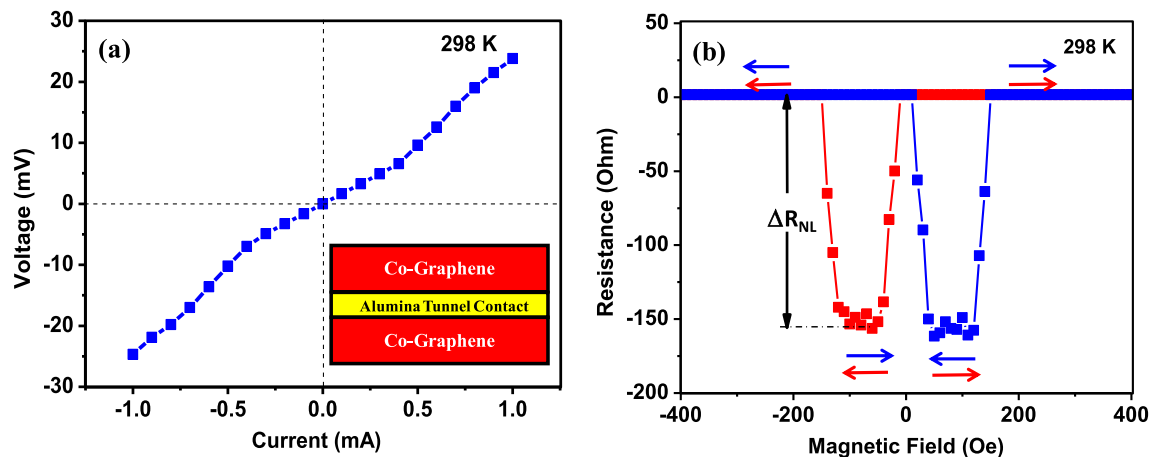 (a)
298 K
30
20
10
0
-10
-20
-30
Voltage (mV)
Co-Graphene
Alumina Tunnel Contact
Co-Graphene
-1.0 -0.5 0.0 0.5 1.0
Current (mA)
(b)
298 K
50
0
-50
-100
-150
-200
Resistance (Ohm)
ΔR_NL
-400 -200 0 200 400
Magnetic Field (Oe)